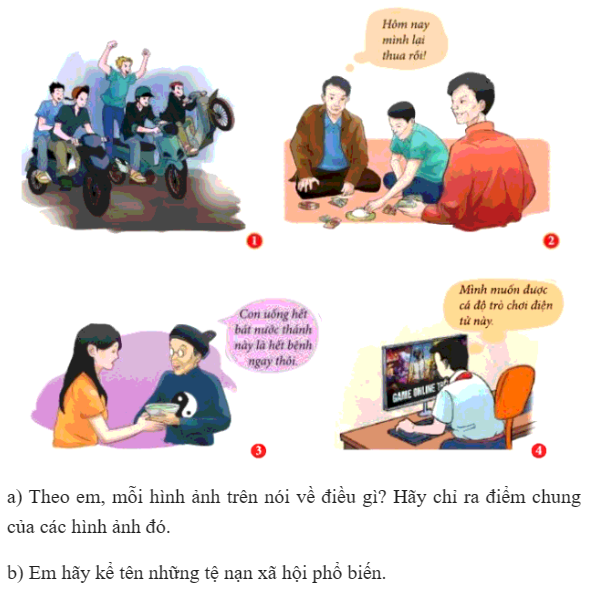 Hôm nay
mình lại
thua rồi!
1
2
Con uống hết
bát nước thánh
này là hết bệnh
ngay thôi.
Mình muốn được
cá độ trò chơi điện
tử này.
GAME ONLINE
3
4
a) Theo em, mỗi hình ảnh trên nói về điều gì? Hãy chỉ ra điểm chung
của các hình ảnh đó.
b) Em hãy kể tên những tệ nạn xã hội phổ biến.